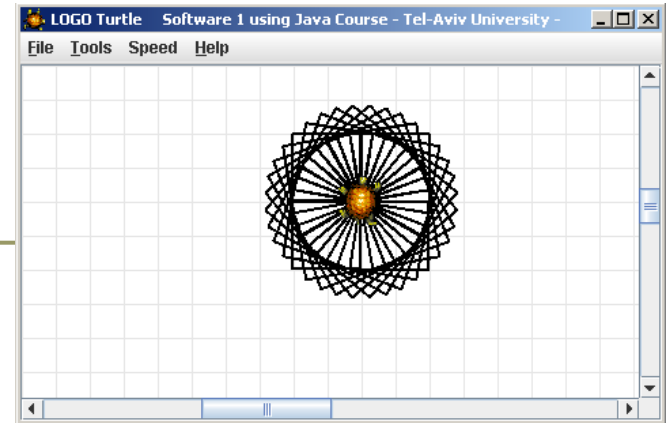 LOGO Turtle Software 1 using Java Course - Tel-Aviv University -
File Tools Speed Help